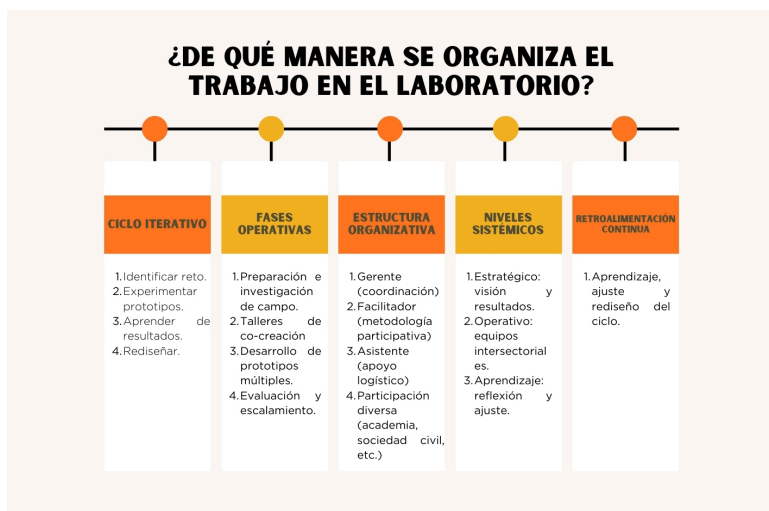 ¿DE QUÉ MANERA SE ORGANIZA EL
TRABAJO EN EL LABORATORIO?
CICLO ITERATIVO
1. Identificar reto.
2. Experimentar
prototipos.
3. Aprender de
resultados.
4. Rediseñar.
FASES
OPERATIVAS
1. Preparación e
investigación
de campo.
2. Talleres de
co-creación
3. Desarrollo de
prototipos
múltiples.
4. Evaluación y
escalamiento.
ESTRUCTURA
ORGANIZATIVA
1. Gerente
(coordinación)
2. Facilitador
(metodología
participativa)
3. Asistente
(apoyo
logístico)
4. Participación
diversa
(academia,
sociedad civil,
etc.)
NIVELES
SISTÉMICOS
1. Estratégico:
visión y
resultados.
2. Operativo:
equipos
intersectorial
es.
3. Aprendizaje:
reflexión y
ajuste.
RETROALIMENTACIÓN
CONTINUA
1. Aprendizaje,
ajuste y
rediseño del
ciclo.